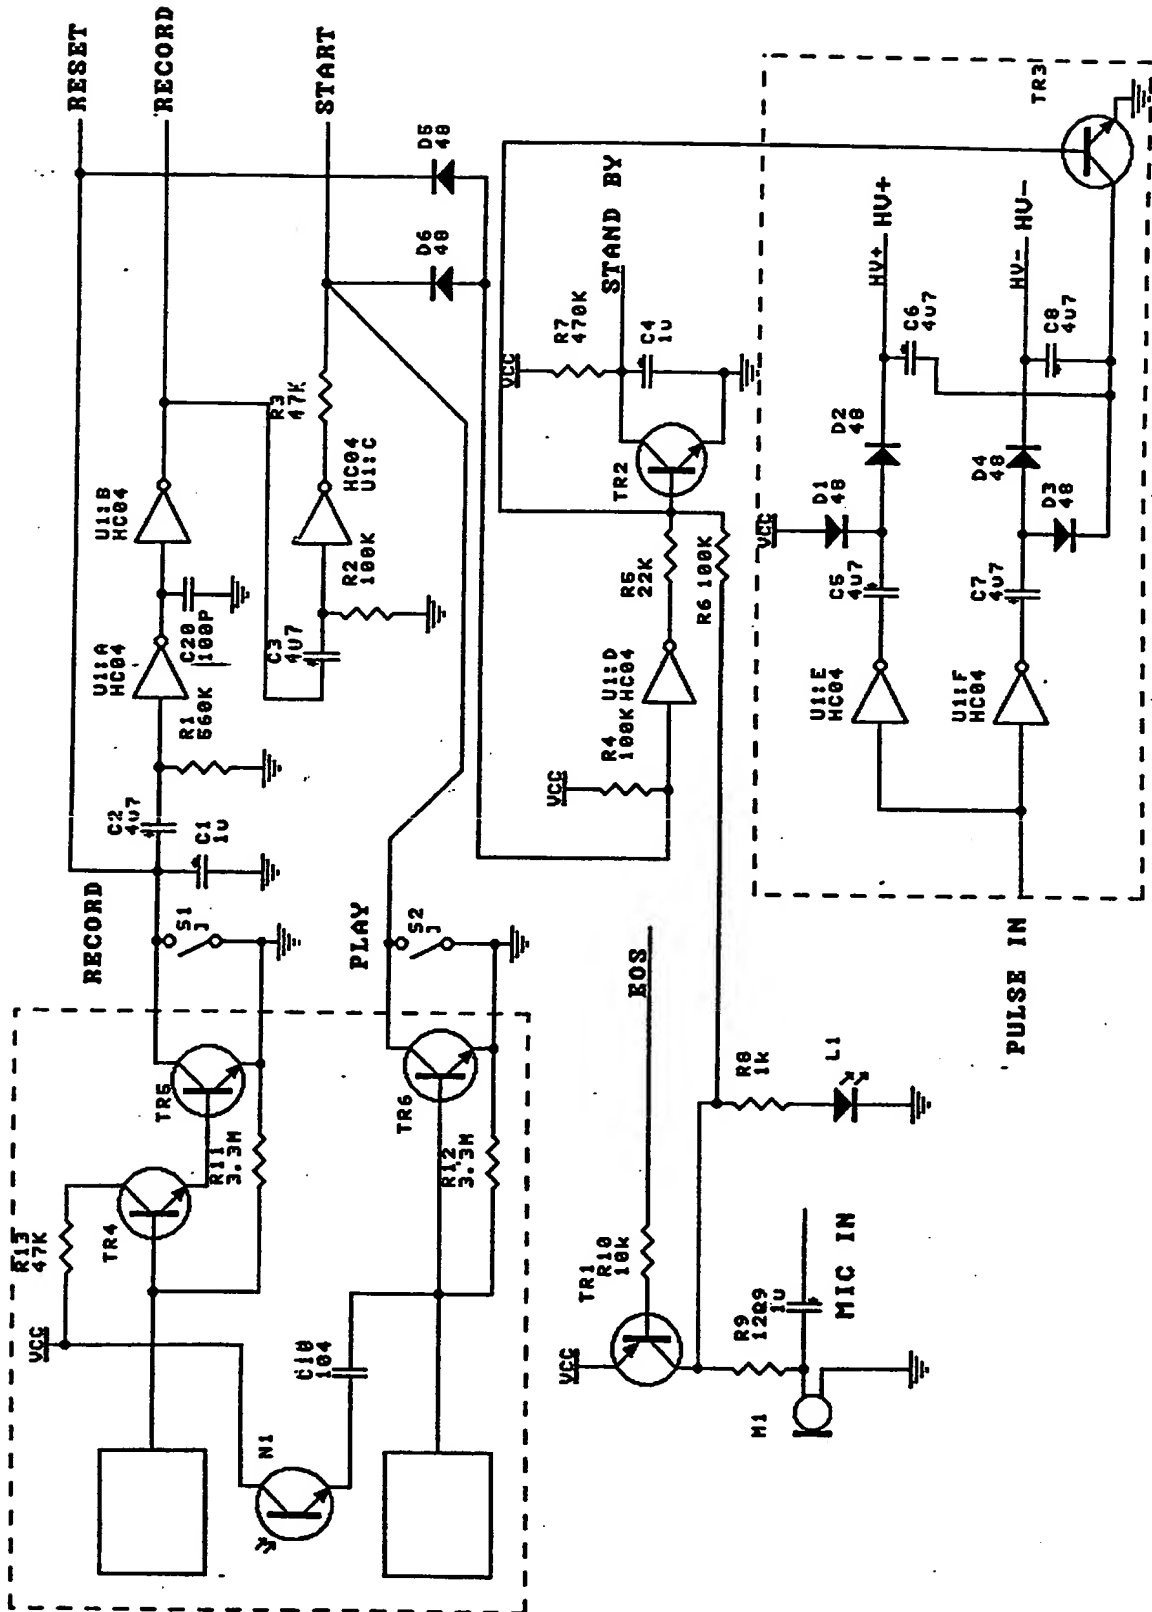 RESET
RECORD
START
RECORD
S1
C1
1U
C2
4U7
R1
560K
U1:A
HC04
C20
100P
U1:B
HC04
C3
4U7
R2
100K
HC04
U1:C
R3
47K
D5
48
D6
48
PLAY
S2
VCC
R13
47K
TR4
TR5
R11
3.3M
TR6
R12
3.3M
N1
C10
104
VCC
R4
100K
U1:D
HC04
R5
22K
R6 100K
TR2
VCC
R7
470K
STAND BY
C4
1U
EOS
VCC
TR1
R10
10k
R8
1k
L1
R9
1U
MIC IN
M1
PULSE IN
U1:E
HC04
U1:F
HC04
C5
4U7
C7
4U7
VCC
D1
48
D2
48
D3
48
D4
48
HV+
HV+
HV-
HV-
C6
4U7
C8
4U7
TR3